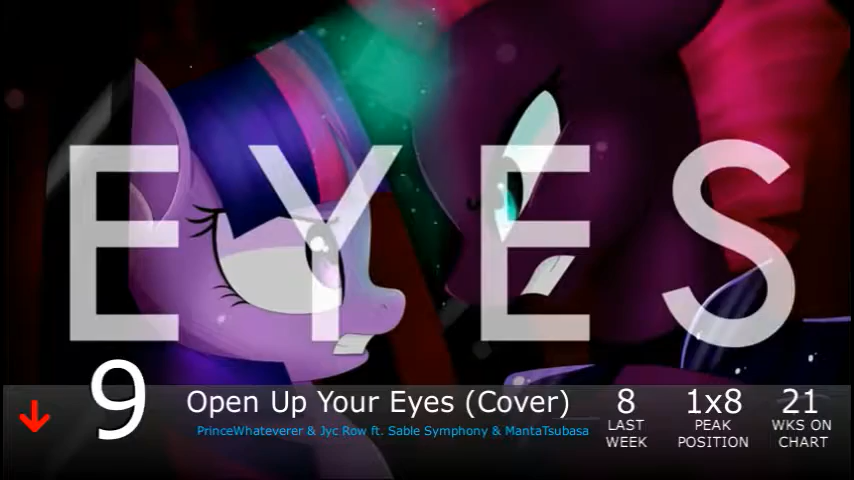 EYES
9
Open Up Your Eyes (Cover)
PrinceWhateverer & Jyc Row ft. Sable Symphony & MantaTsubasa
8
LAST
WEEK
1x8
PEAK
POSITION
21
WKS ON
CHART